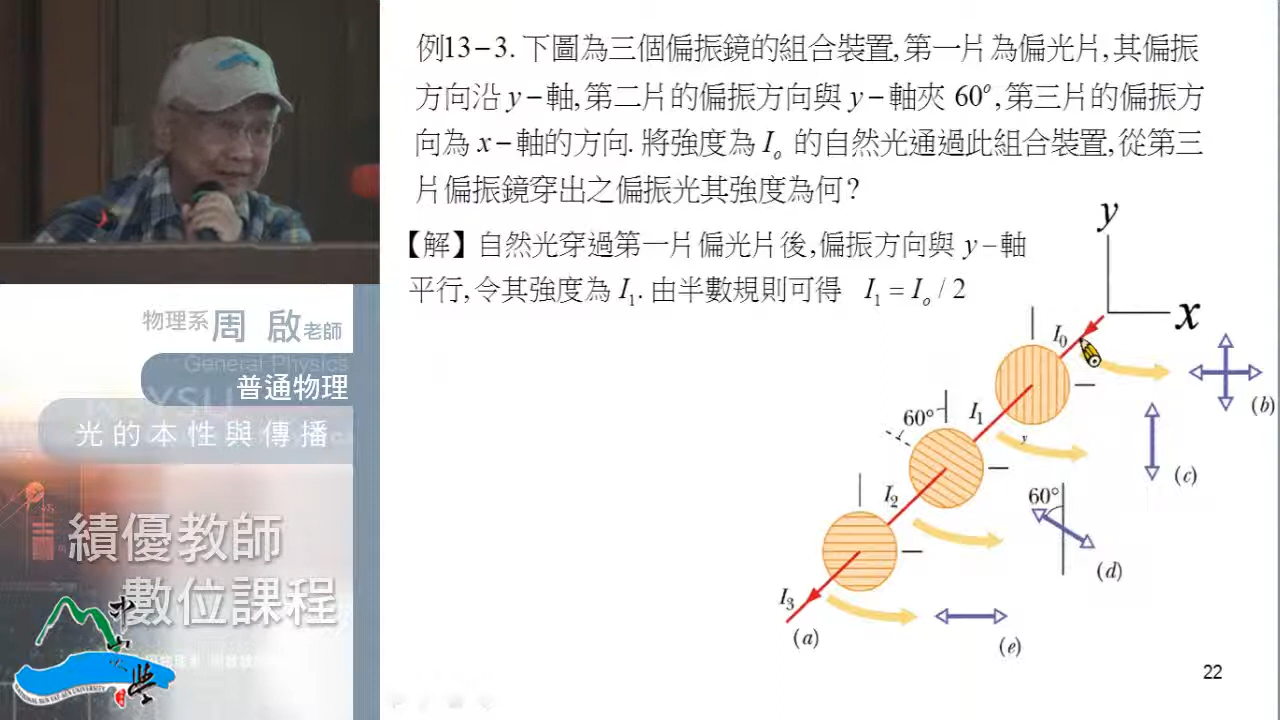 例13-3. 下圖為三個偏振鏡的組合裝置, 第一片為偏光片, 其偏振
方向沿 y-軸, 第二片的偏振方向與 y-軸夾 60°, 第三片的偏振方
向為 x-軸的方向. 將強度為 Io 的自然光通過此組合裝置, 從第三
片偏振鏡穿出之偏振光其強度為何?
【解】自然光穿過第一片偏光片後, 偏振方向與 y-軸
平行, 令其強度為 I1. 由半數規則可得 I1 = Io / 2
y
x
I0
(b)
60°
I1
y
(c)
I2
60°
(d)
I3
(a)
(e)
22
物理系 周 啟 老師
General Physics
普通物理
光的本性與傳播
績優教師
數位課程